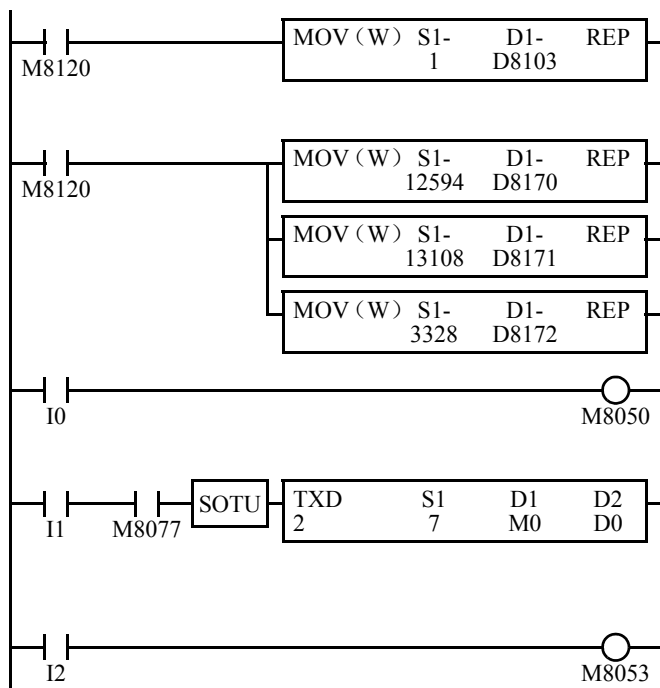 MOV（W） S1- D1- REP
1 D8103
M8120
MOV（W） S1- D1- REP
12594 D8170
M8120
MOV（W） S1- D1- REP
13108 D8171
MOV（W） S1- D1- REP
3328 D8172
I0
M8050
SOTU
TXD S1 D1 D2
2 7 M0 D0
I1 M8077
I2
M8053